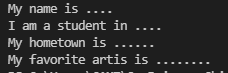 My name is ....
I am a student in ....
My hometown is ......
My favorite artis is ........